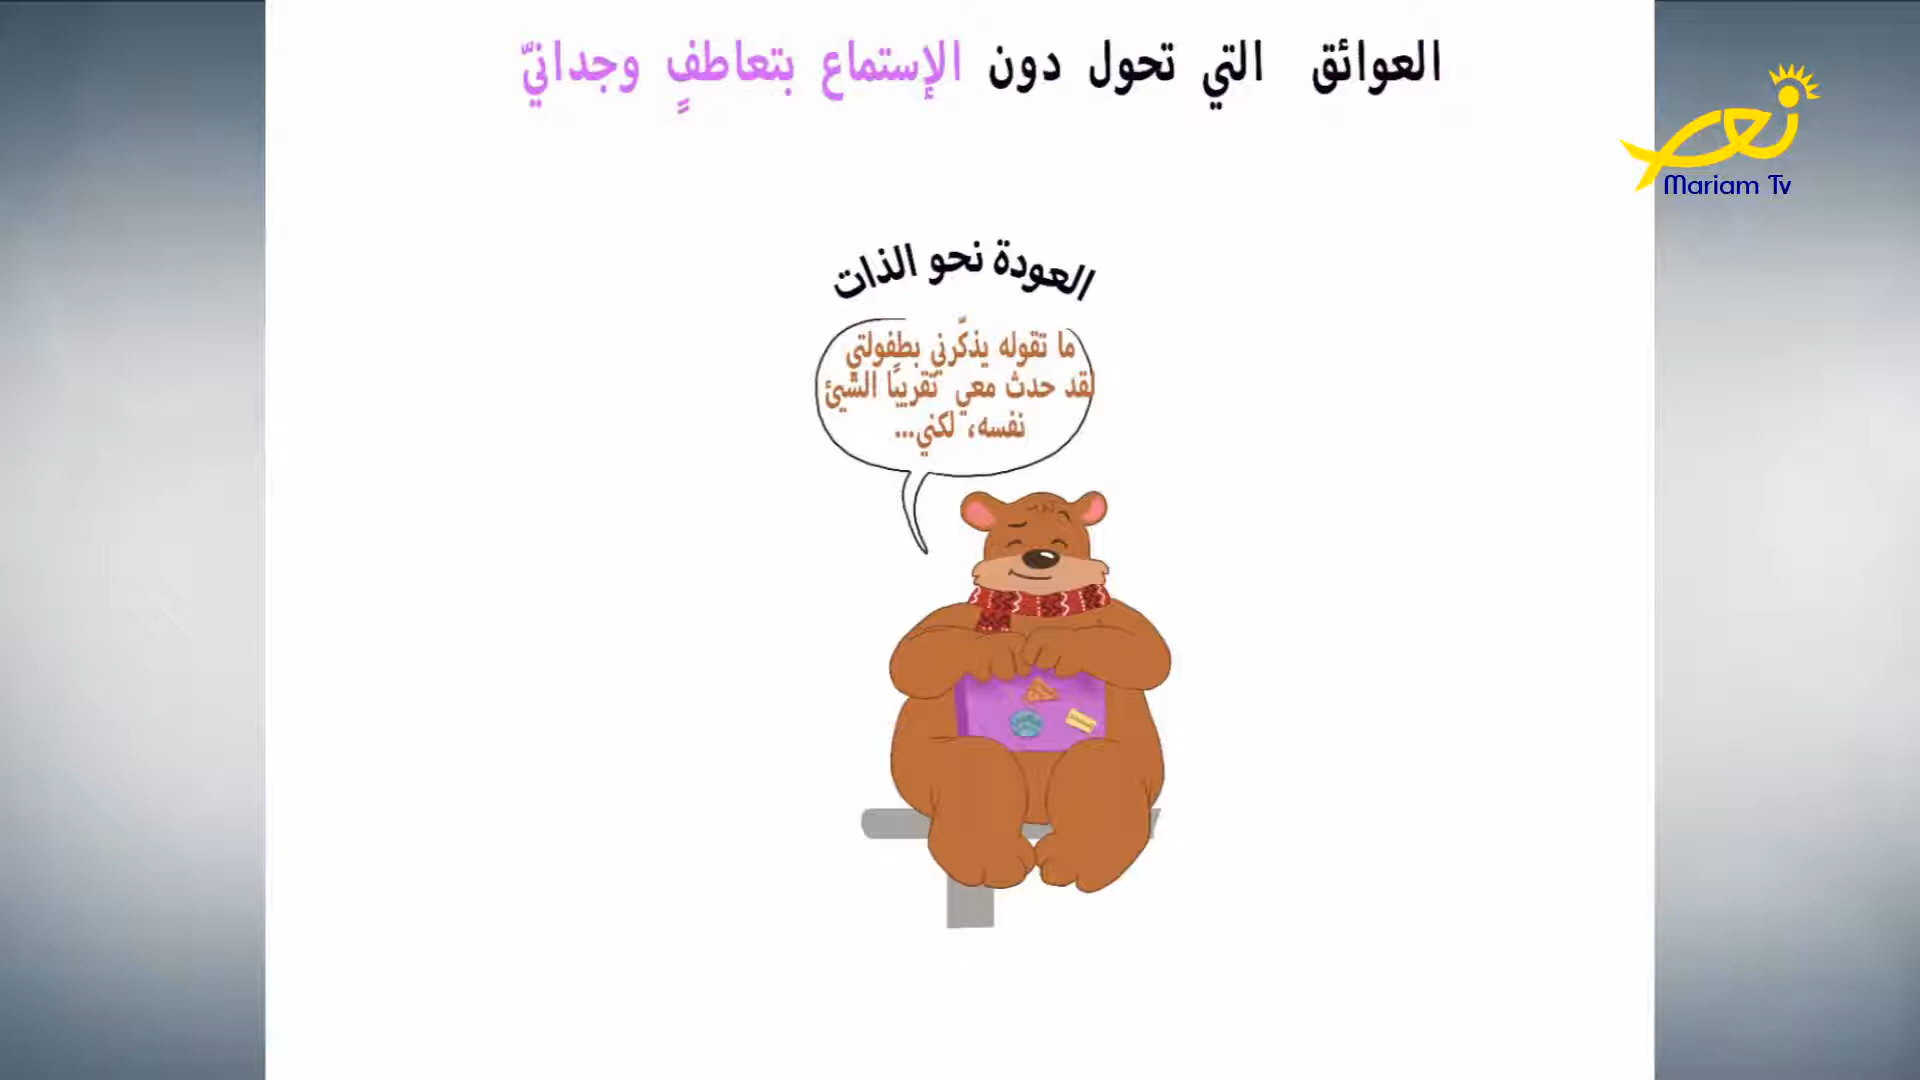 العوائق التي تحول دون الإستماع بتعاطفٍ وجدانيّ
نعم
Mariam Tv
العودة نحو الذات
ما تقوله يذكّرني بطفولتي
لقد حدث معي تقريبًا الشيئ
نفسه، لكني...